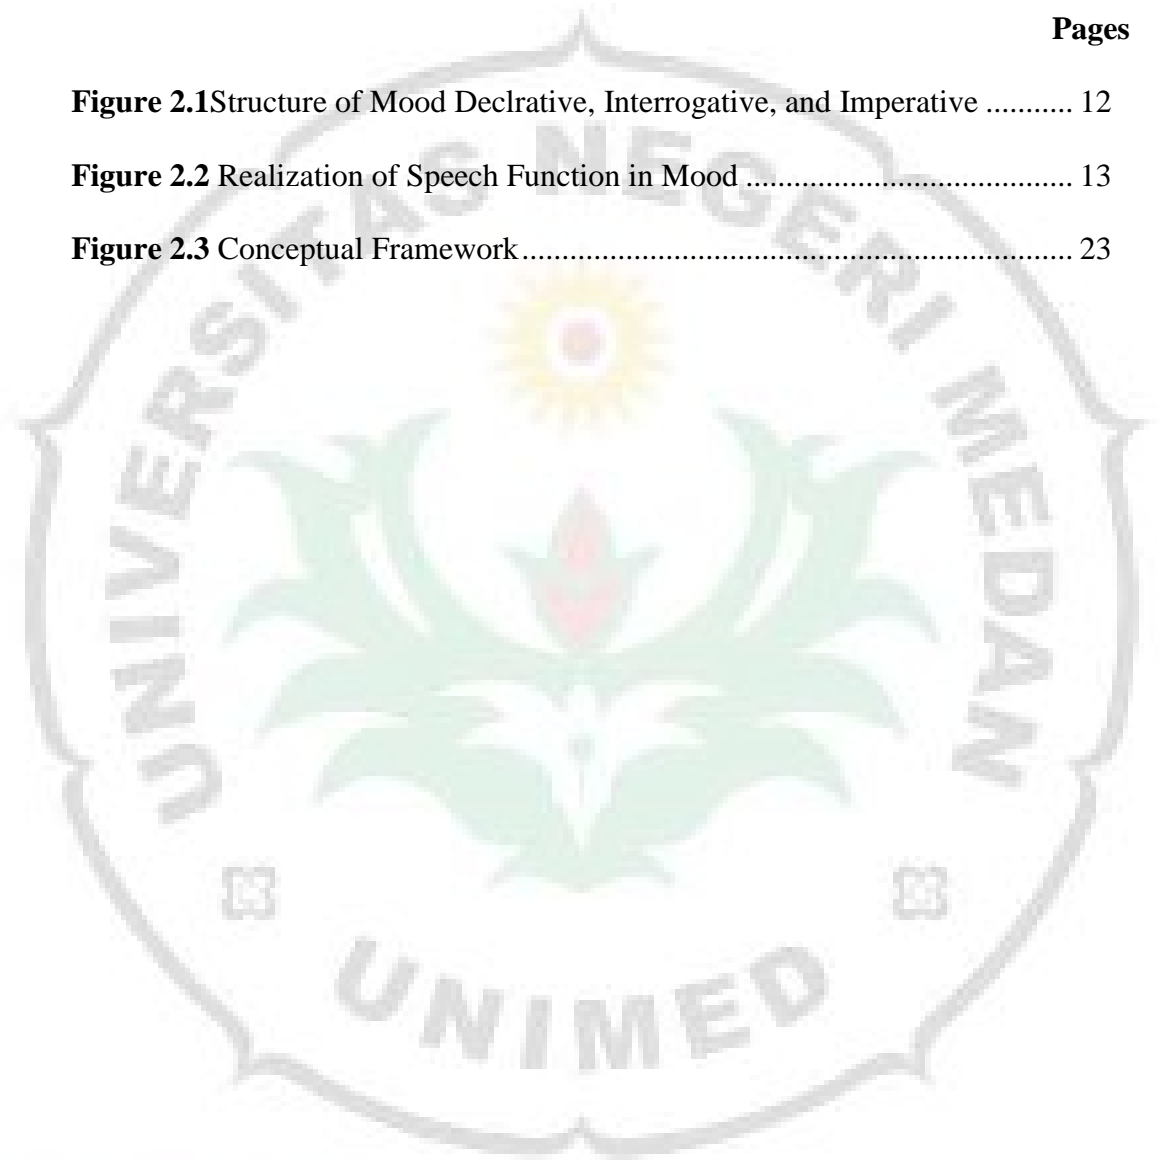 Pages
Figure 2.1Structure of Mood Declrative, Interrogative, and Imperative ........... 12
Figure 2.2 Realization of Speech Function in Mood ......................................... 13
Figure 2.3 Conceptual Framework..................................................................... 23
UNIVERSITAS NEGERI MEDAN
UNIMED